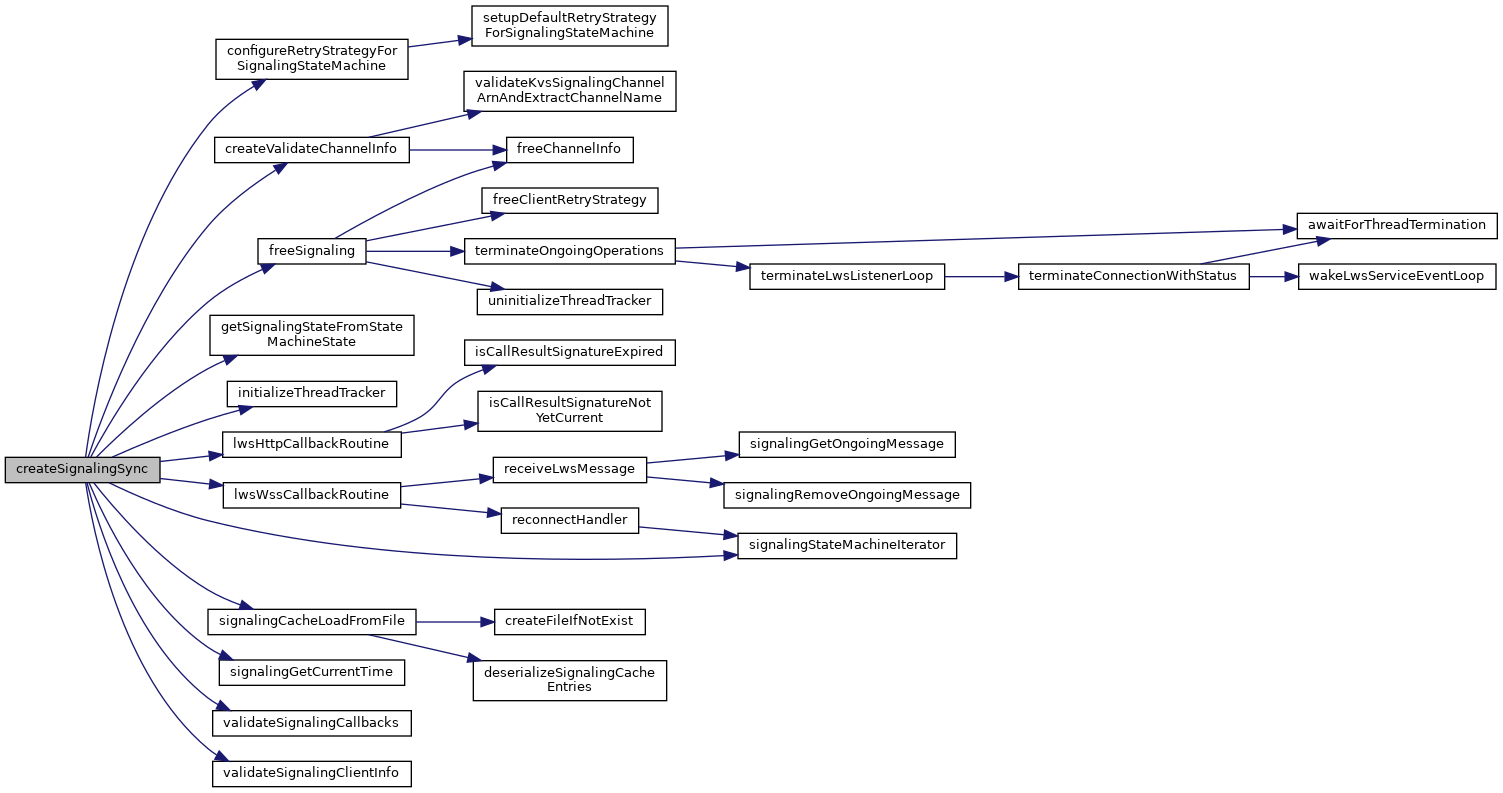 setupDefaultRetryStrategy
ForSignalingStateMachine
configureRetryStrategyFor
SignalingStateMachine
validateKvsSignalingChannel
ArnAndExtractChannelName
createValidateChannelInfo
freeChannelInfo
freeClientRetryStrategy
awaitForThreadTermination
freeSignaling
terminateOngoingOperations
terminateLwsListenerLoop
terminateConnectionWithStatus
wakeLwsServiceEventLoop
uninitializeThreadTracker
getSignalingStateFromState
MachineState
isCallResultSignatureExpired
initializeThreadTracker
isCallResultSignatureNot
YetCurrent
lwsHttpCallbackRoutine
signalingGetOngoingMessage
createSignalingSync
receiveLwsMessage
lwsWssCallbackRoutine
signalingRemoveOngoingMessage
reconnectHandler
signalingStateMachineIterator
signalingCacheLoadFromFile
createFileIfNotExist
signalingGetCurrentTime
deserializeSignalingCache
Entries
validateSignalingCallbacks
validateSignalingClientInfo